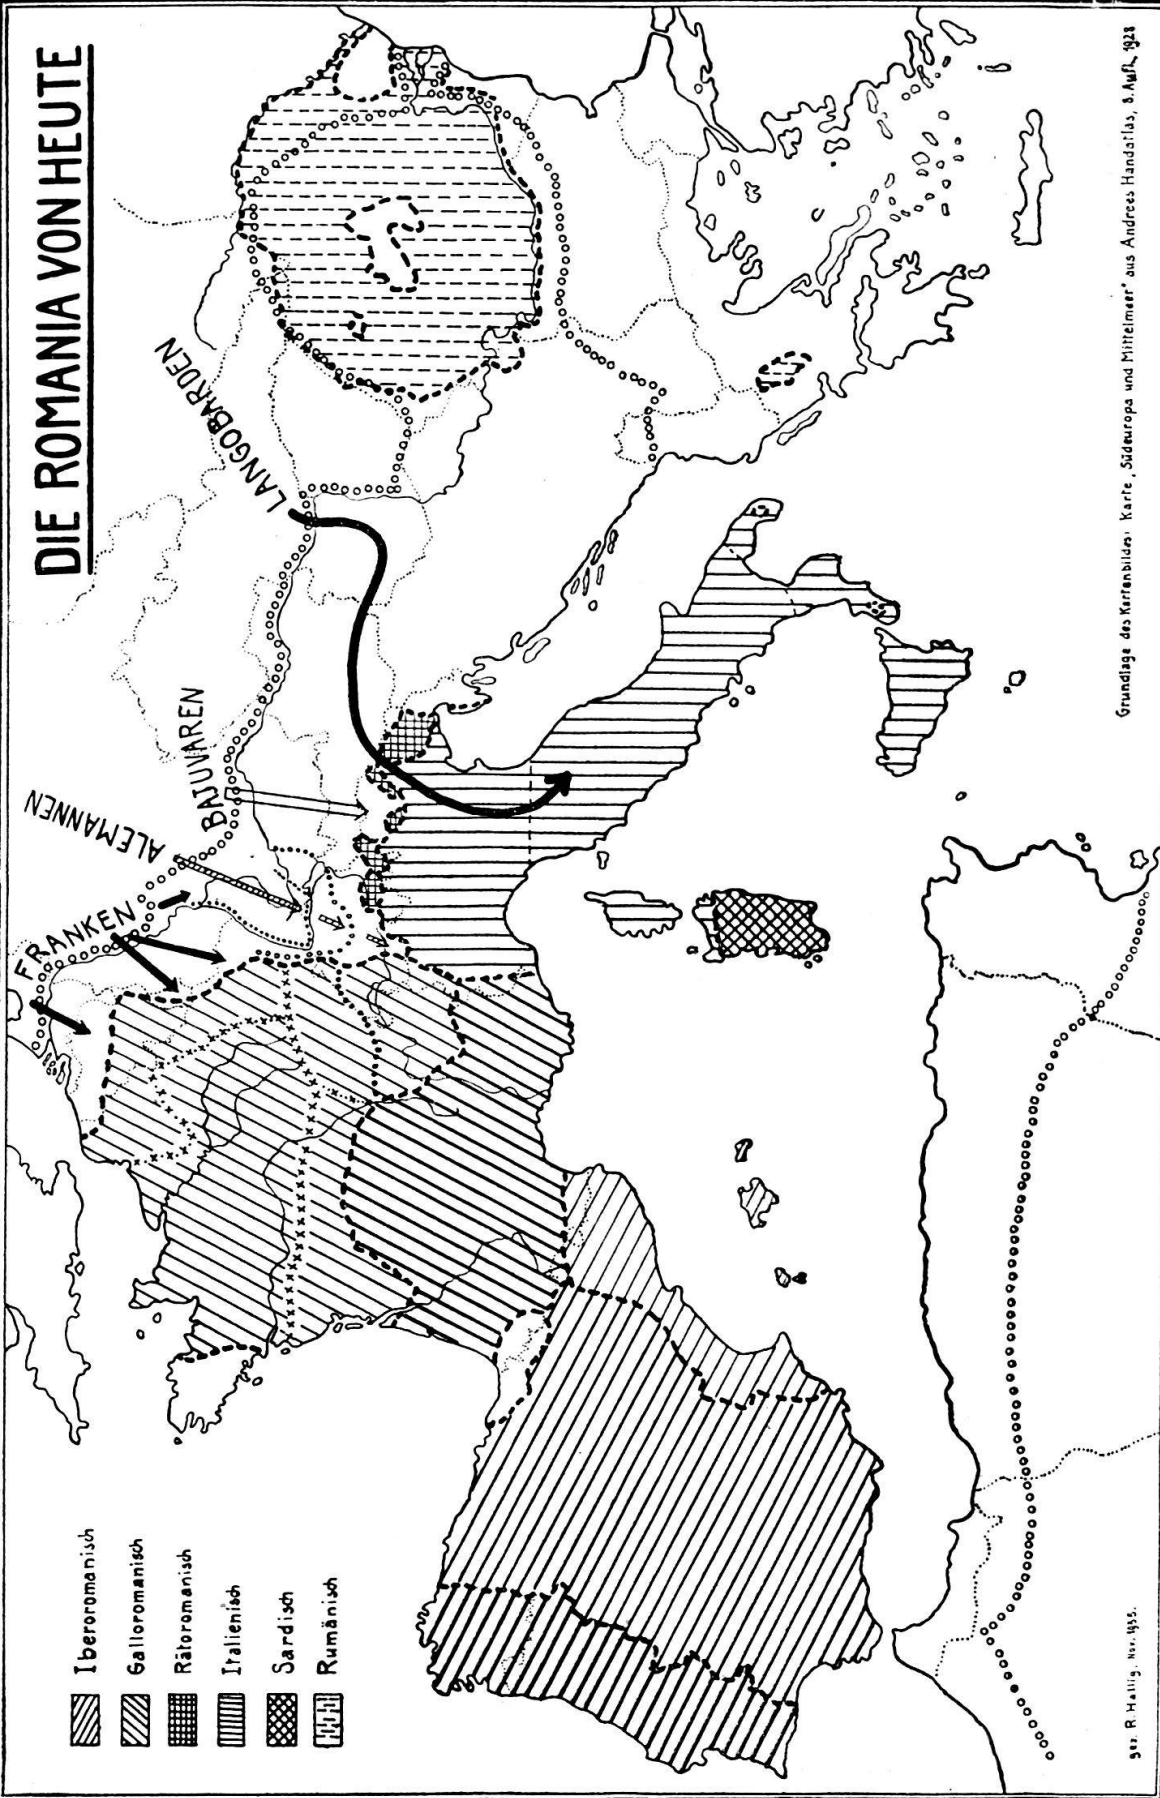 DIE ROMANIA VON HEUTE
FRANKEN
ALEMANNEN
BAJUVAREN
LANGOBARDEN
Iberoromanisch
Galloromanisch
Rätoromanisch
Italienisch
Sardisch
Rumänisch
gez. R. Hallig. Nov. 1935.
Grundlage des Kartenbildes: Karte „Südeuropa und Mittelmeer" aus Andrees Handatlas, 8. Aufl. 1928